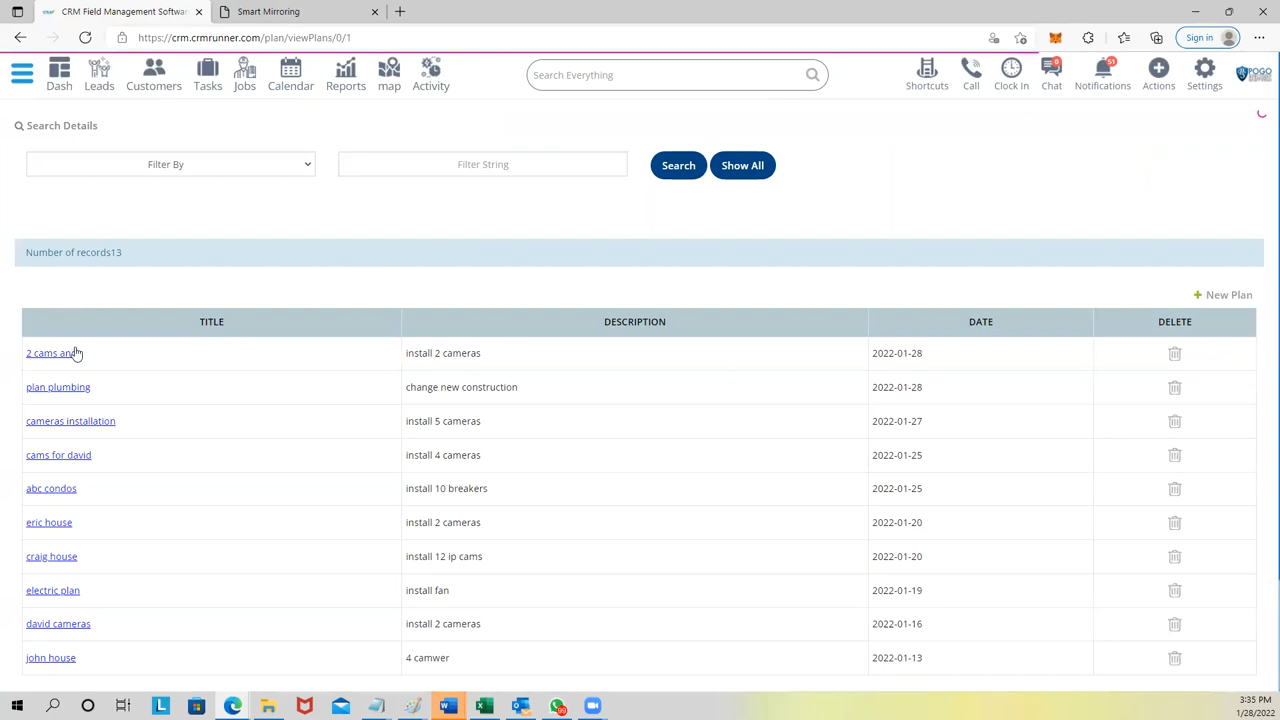 CRM Field Management Softwar
Smart Mirroring
https://crm.crmrunner.com/plan/viewPlans/0/1
Sign in
Dash
Leads
Customers
Tasks
Jobs
Calendar
Reports
map
Activity
Search Everything
Shortcuts
Call
Clock In
0
Chat
51
Notifications
Actions
Settings
POGO
Search Details
Filter By
Filter String
Search
Show All
Number of records13
New Plan
TITLE DESCRIPTION DATE DELETE
2 cams an install 2 cameras 2022-01-28
plan plumbing change new construction 2022-01-28
cameras installation install 5 cameras 2022-01-27
cams for david install 4 cameras 2022-01-25
abc condos install 10 breakers 2022-01-25
eric house install 2 cameras 2022-01-20
craig house install 12 ip cams 2022-01-20
electric plan install fan 2022-01-19
david cameras install 2 cameras 2022-01-16
john house 4 camwer 2022-01-13
99
3:35 PM
1/28/2022